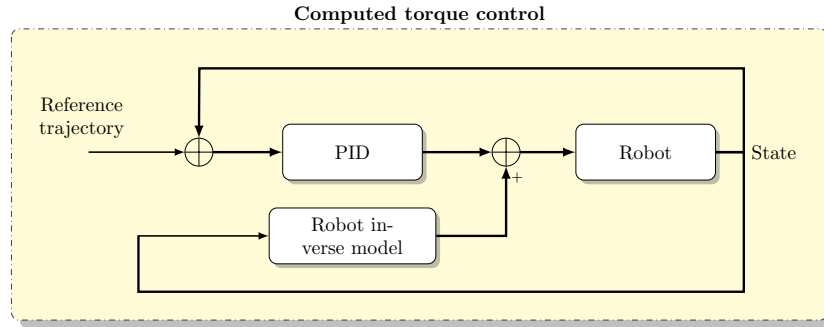 Computed torque control
Reference
trajectory
PID
Robot
State
+
Robot in-
verse model